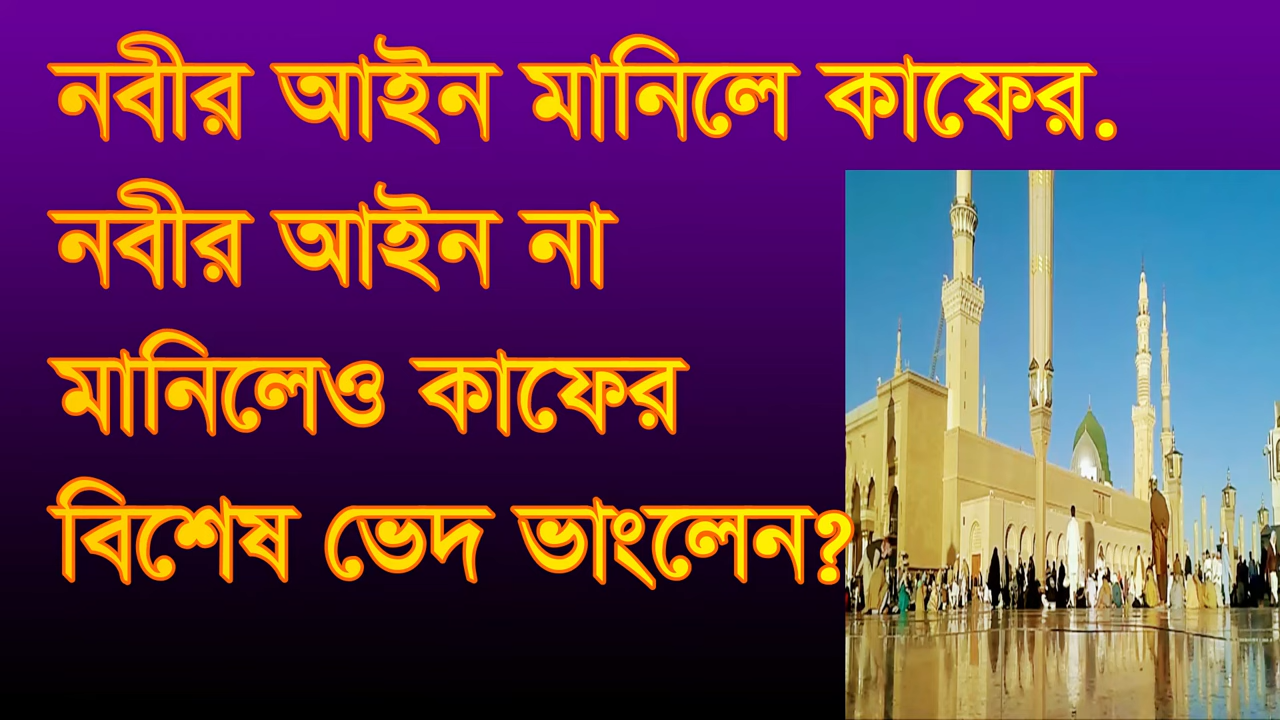 নবীর আইন মানিলে কাফের.
নবীর আইন না
মানিলেও কাফের
বিশেষ ভেদ ভাংলেন?